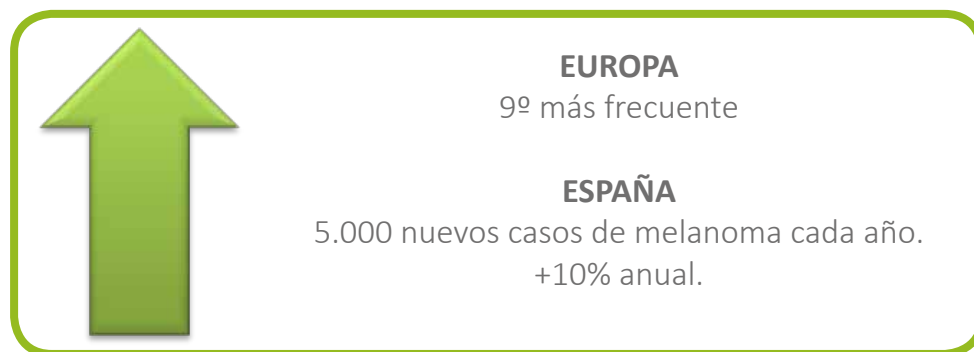 EUROPA
9º más frecuente
ESPAÑA
5.000 nuevos casos de melanoma cada año.
+10% anual.